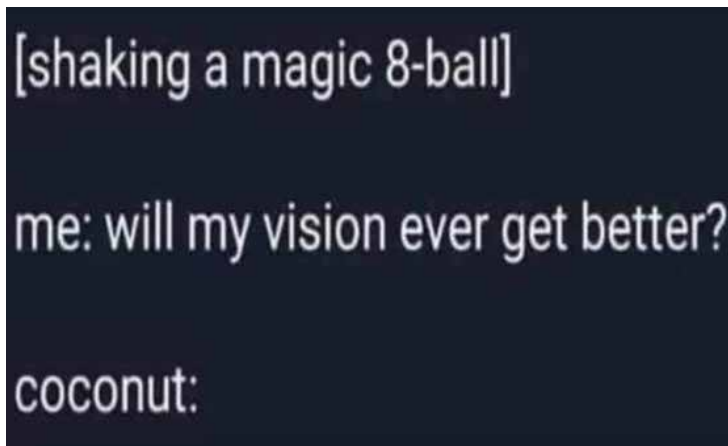 [shaking a magic 8-ball]
me: will my vision ever get better?
coconut: